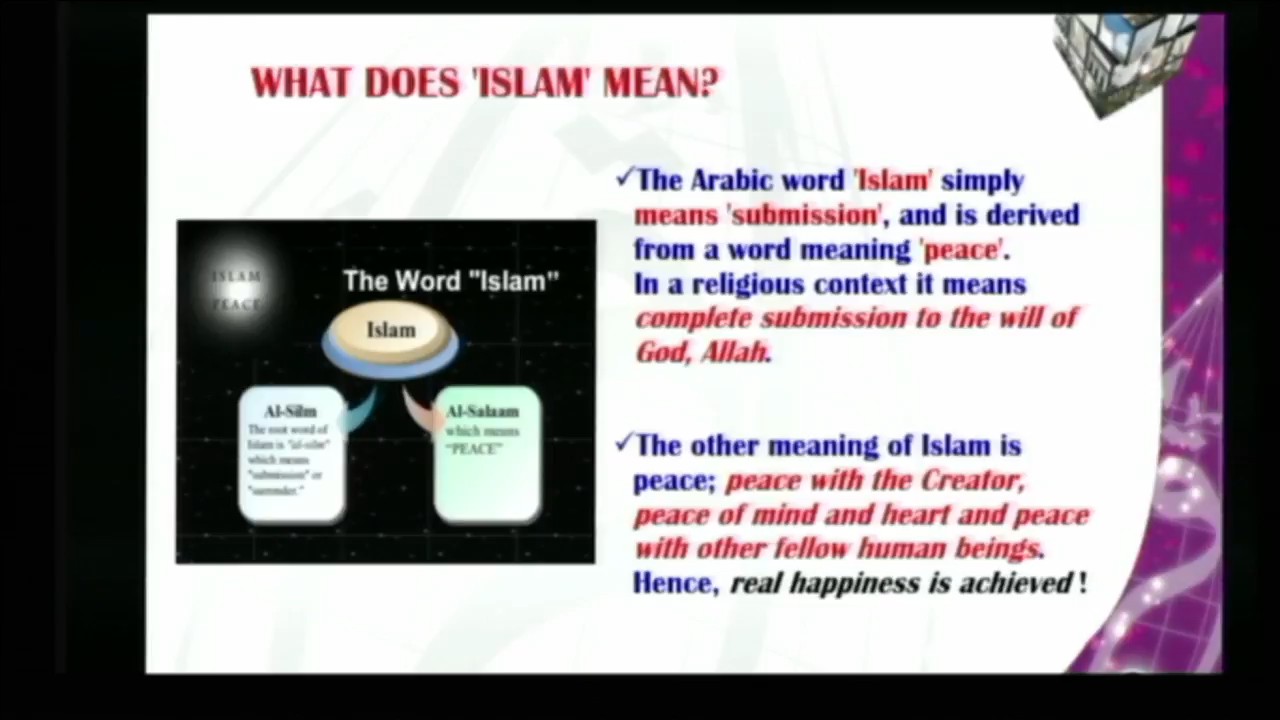 WHAT DOES 'ISLAM' MEAN?
✓The Arabic word 'Islam' simply
means 'submission', and is derived
from a word meaning 'peace'.
In a religious context it means
complete submission to the will of
God, Allah.
✓The other meaning of Islam is
peace; peace with the Creator,
peace of mind and heart and peace
with other fellow human beings.
Hence, real happiness is achieved !
ISLAM
PEACE
The Word "Islam"
Islam
Al-Silm
The root word of
Islam is "al-silm"
which means
"submission" or
"surrender."
Al-Salaam
which means
"PEACE"